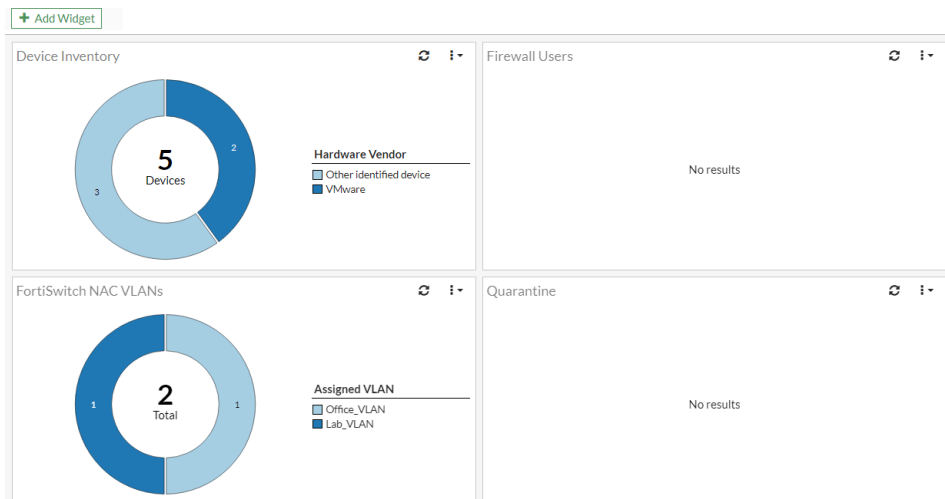 + Add Widget
Device Inventory
5
Devices
2
3
Hardware Vendor
Other identified device
VMware
Firewall Users
No results
FortiSwitch NAC VLANs
2
Total
1
1
Assigned VLAN
Office_VLAN
Lab_VLAN
Quarantine
No results